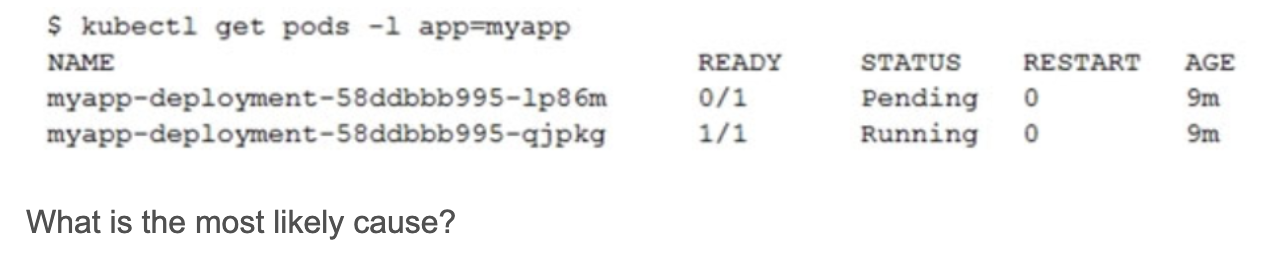 $ kubectl get pods -l app=myapp
NAME READY STATUS RESTART AGE
myapp-deployment-58ddbbb995-lp86m 0/1 Pending 0 9m
myapp-deployment-58ddbbb995-qjpkg 1/1 Running 0 9m
What is the most likely cause?